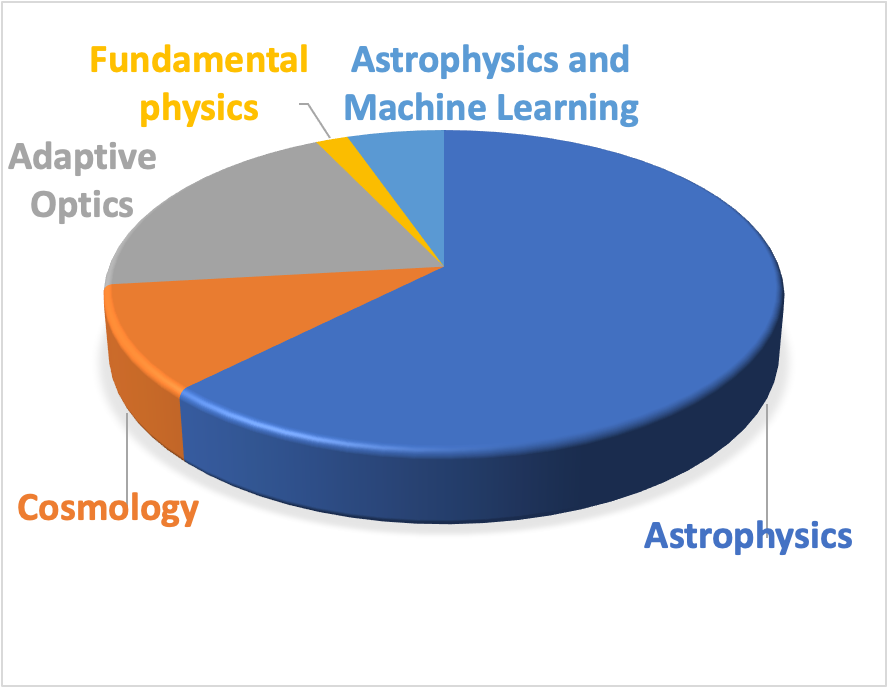 Fundamental
physics
Astrophysics and
Machine Learning
Adaptive
Optics
Cosmology
Astrophysics